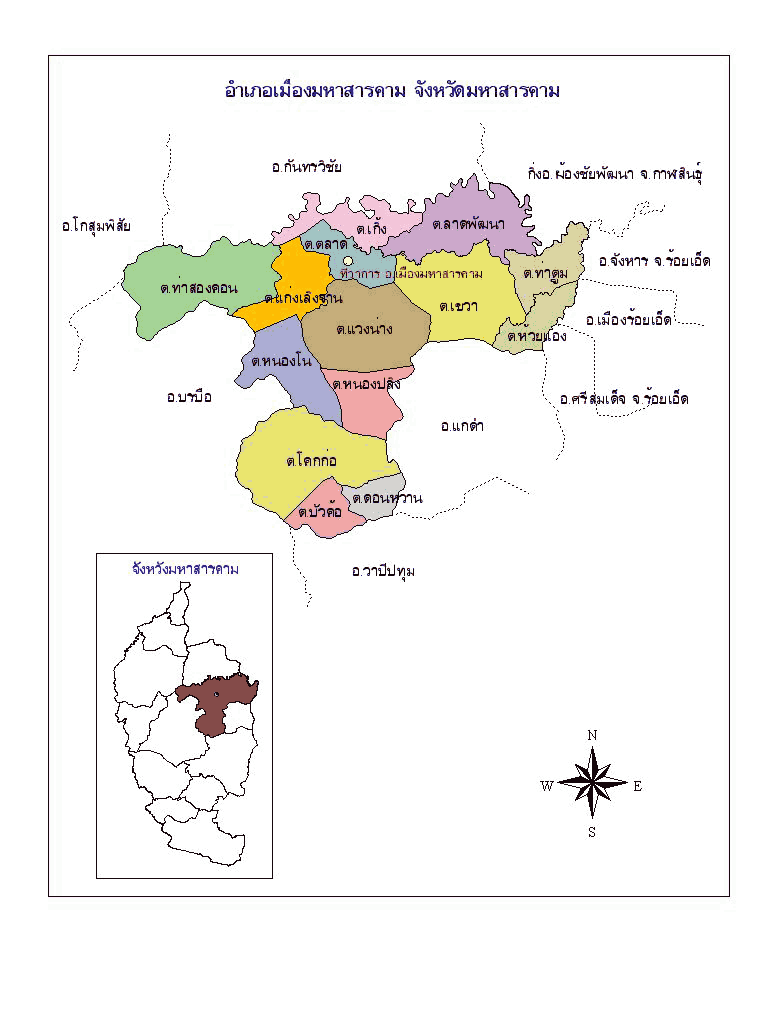 อำเภอเมืองมหาสารคาม จังหวัดมหาสารคาม
อ.กันทรวิชัย
กิ่งอ.ฆ้องชัยพัฒนา จ.กาฬสินธุ์
อ.โกสุมพิสัย
ต.เกิ้ง
ต.ลาดพัฒนา
ต.ตลาด
อ.จังหาร จ.ร้อยเอ็ด
ที่ว่าการ อ.เมืองมหาสารคาม
ต.ท่าตูม
ต.ท่าสองคอน
ต.แก่งเลิงจาน
ต.เขวา
อ.เมืองร้อยเอ็ด
ต.แวงน่าง
ต.ห้วยแอ่ง
ต.หนองโน
ต.หนองปลิง
อ.บรบือ
อ.ศรีสมเด็จ จ.ร้อยเอ็ด
อ.แกดำ
ต.โคกก่อ
ต.ดอนหว่าน
ต.บัวค้อ
จังหวังมหาสารคาม
อ.วาปีปทุม
N
W
E
S